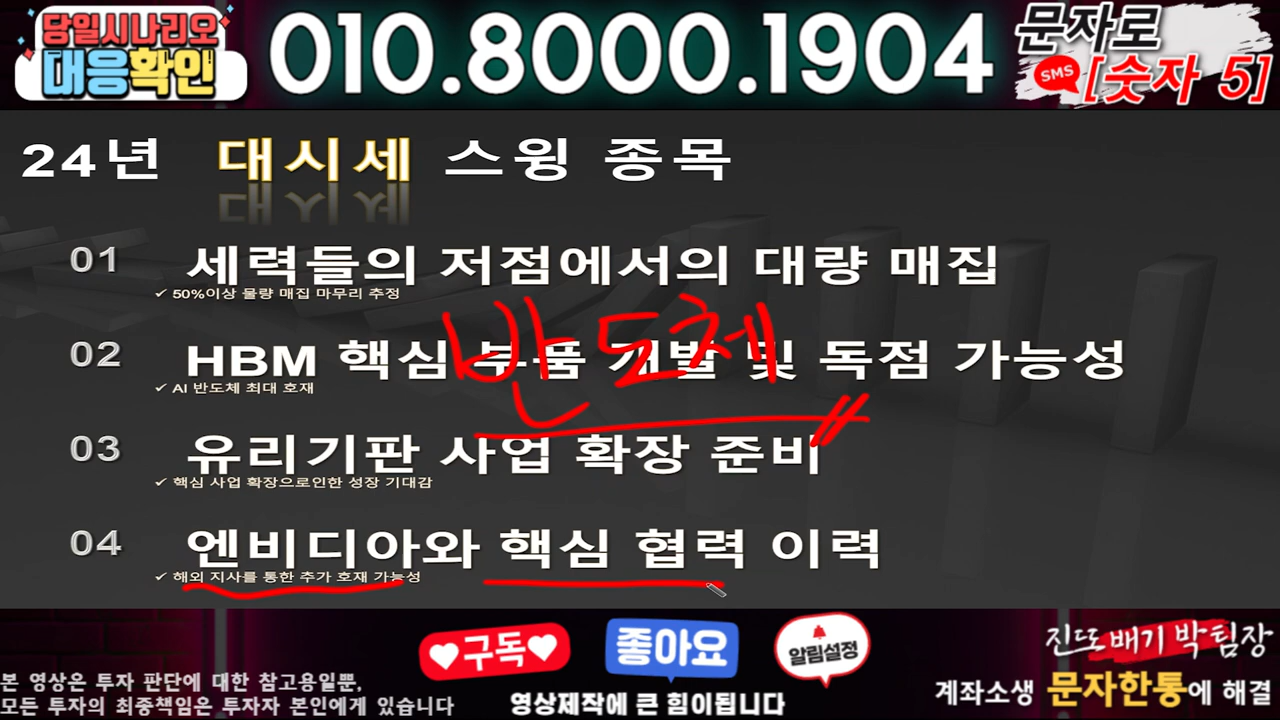 당일시나리오
대응확인
010.8000.1904
문자로
SMS
[숫자 5]
24년 대시세 스윙 종목
01 세력들의 저점에서의 대량 매집
✓ 50%이상 물량 매집 마무리 추정
반도체
02 HBM 핵심 부품 개발 및 독점 가능성
✓ AI 반도체 최대 호재
03 유리기판 사업 확장 준비
✓ 핵심 사업 확장으로인한 성장 기대감
04 엔비디아와 핵심 협력 이력
✓ 해외 지사를 통한 추가 호재 가능성
구독
좋아요
알림설정
영상제작에 큰 힘이됩니다
본 영상은 투자 판단에 대한 참고용일뿐,
모든 투자의 최종책임은 투자자 본인에게 있습니다
진또배기 박팀장
계좌소생 문자한통에 해결